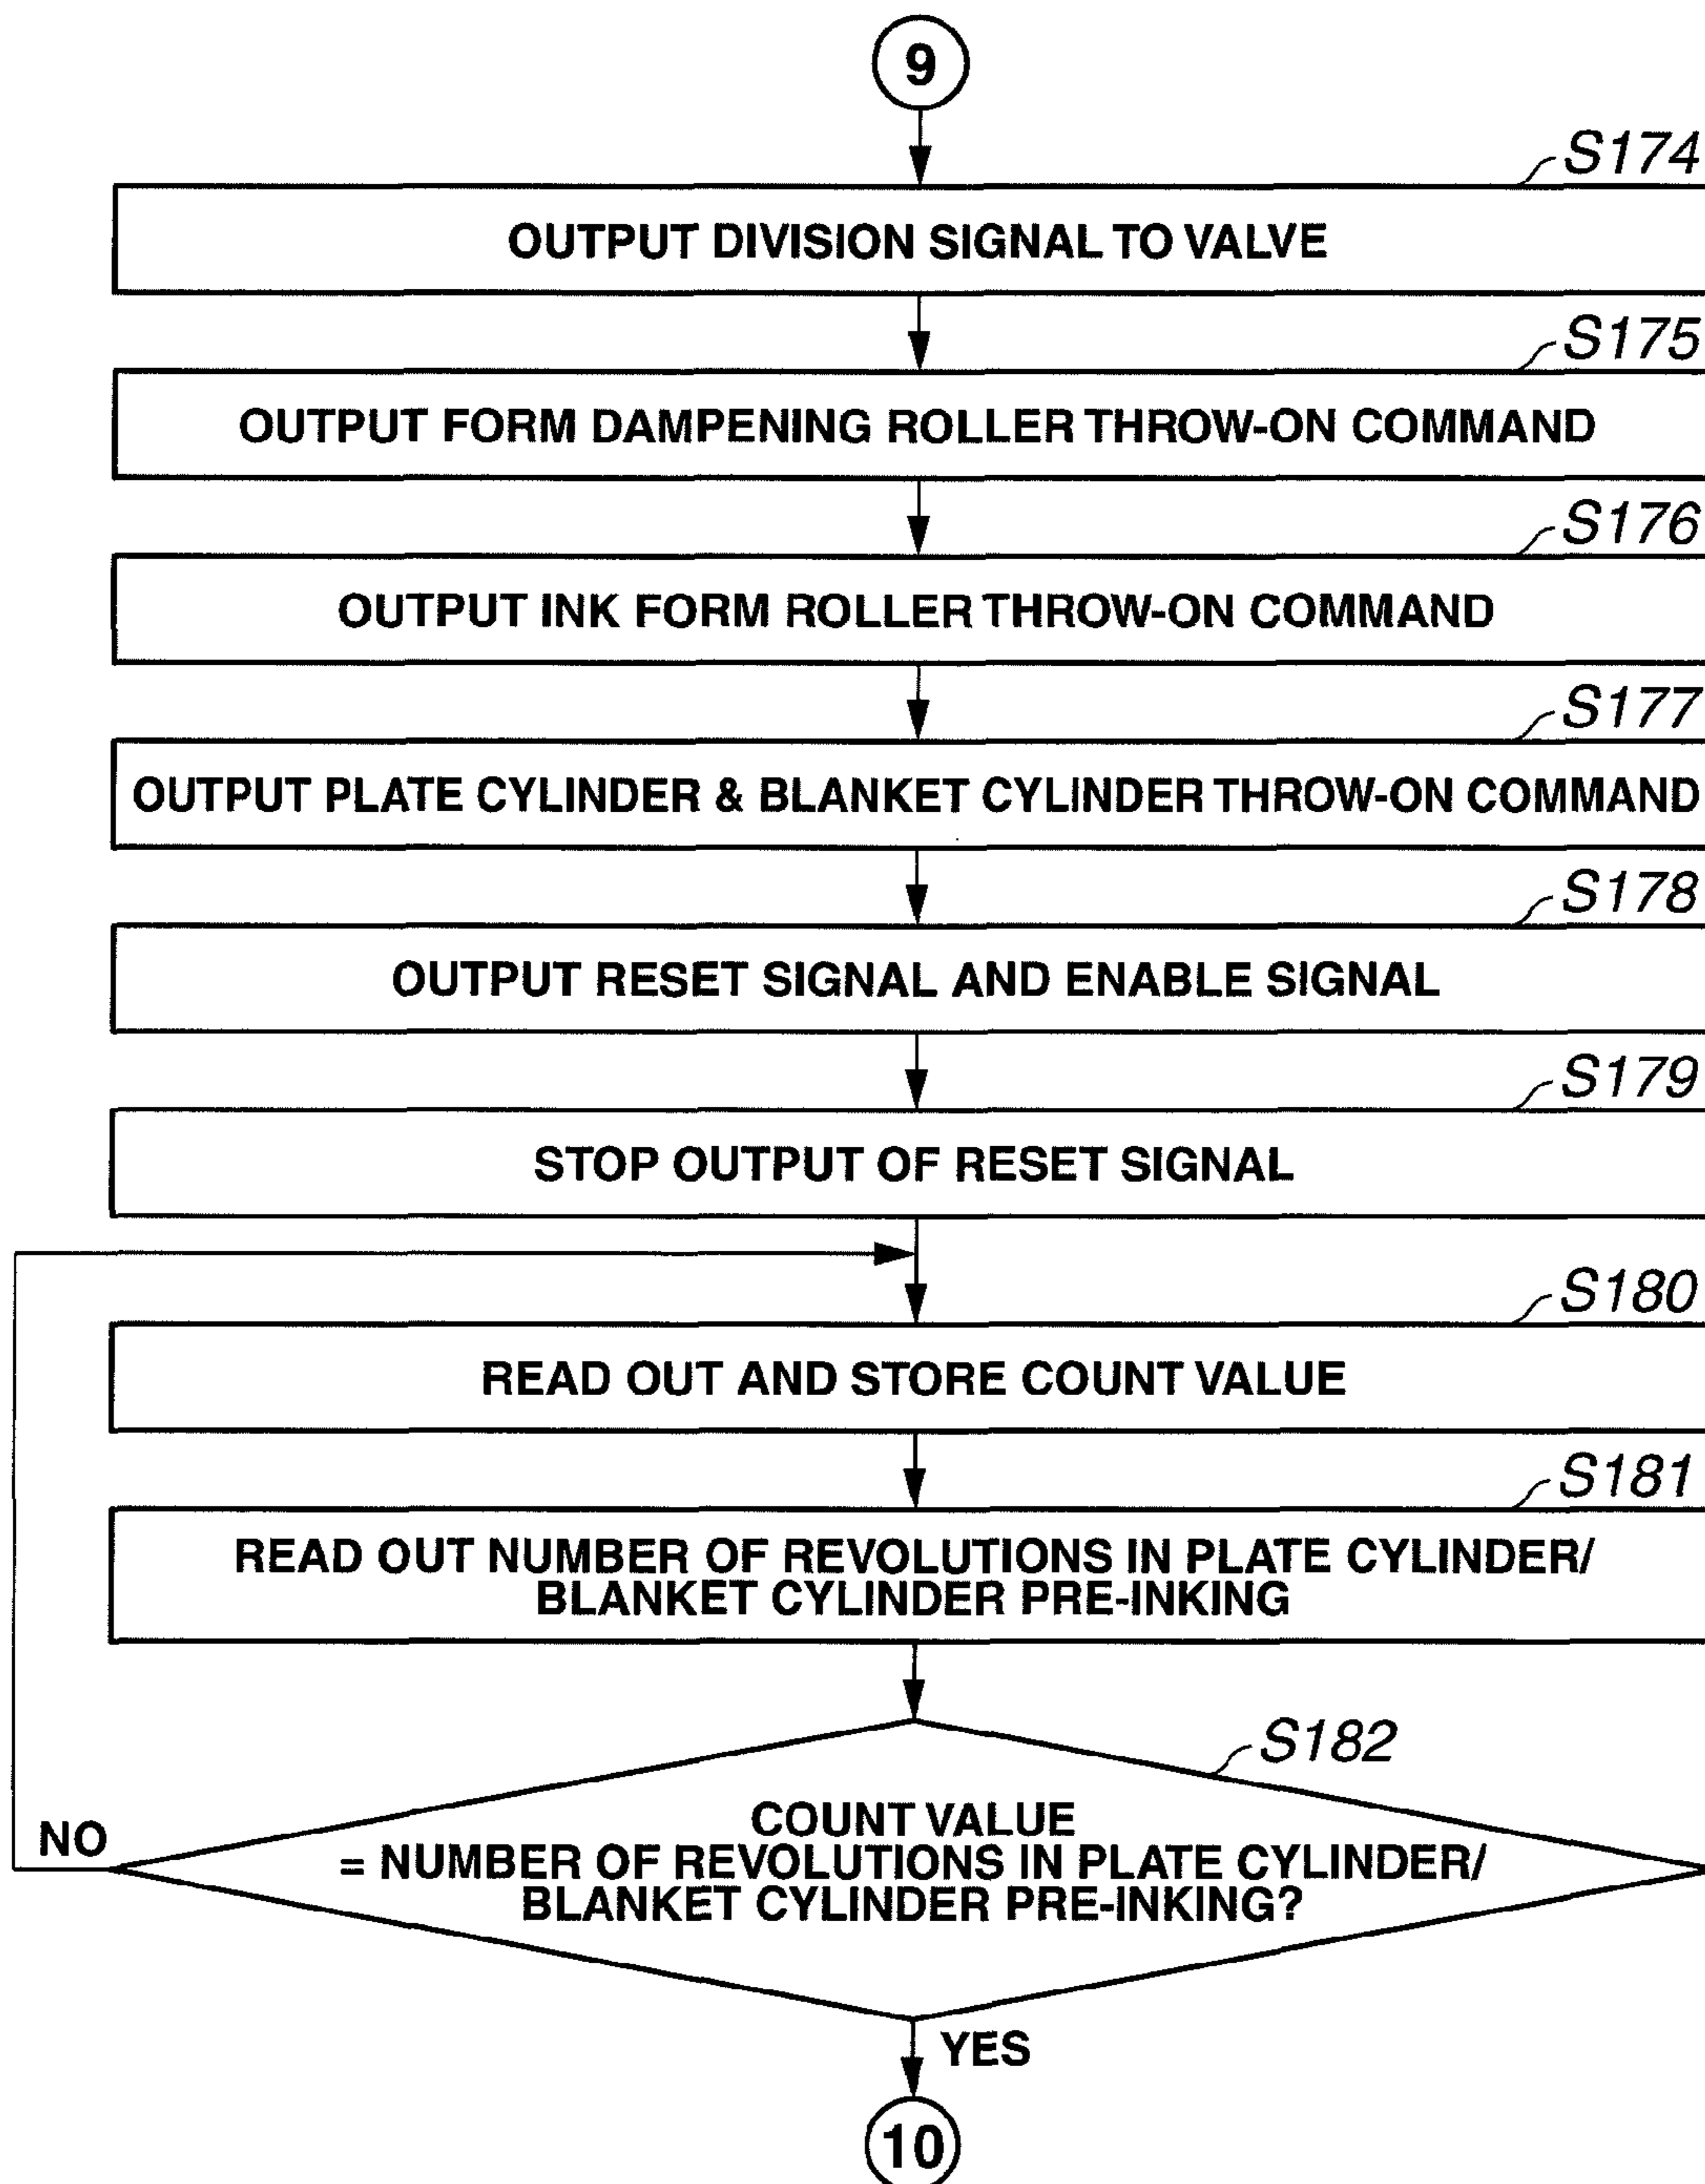 9
S174
OUTPUT DIVISION SIGNAL TO VALVE
S175
OUTPUT FORM DAMPENING ROLLER THROW-ON COMMAND
S176
OUTPUT INK FORM ROLLER THROW-ON COMMAND
S177
OUTPUT PLATE CYLINDER & BLANKET CYLINDER THROW-ON COMMAND
S178
OUTPUT RESET SIGNAL AND ENABLE SIGNAL
S179
STOP OUTPUT OF RESET SIGNAL
S180
READ OUT AND STORE COUNT VALUE
S181
READ OUT NUMBER OF REVOLUTIONS IN PLATE CYLINDER/
BLANKET CYLINDER PRE-INKING
S182
COUNT VALUE
= NUMBER OF REVOLUTIONS IN PLATE CYLINDER/
BLANKET CYLINDER PRE-INKING?
NO
YES
10